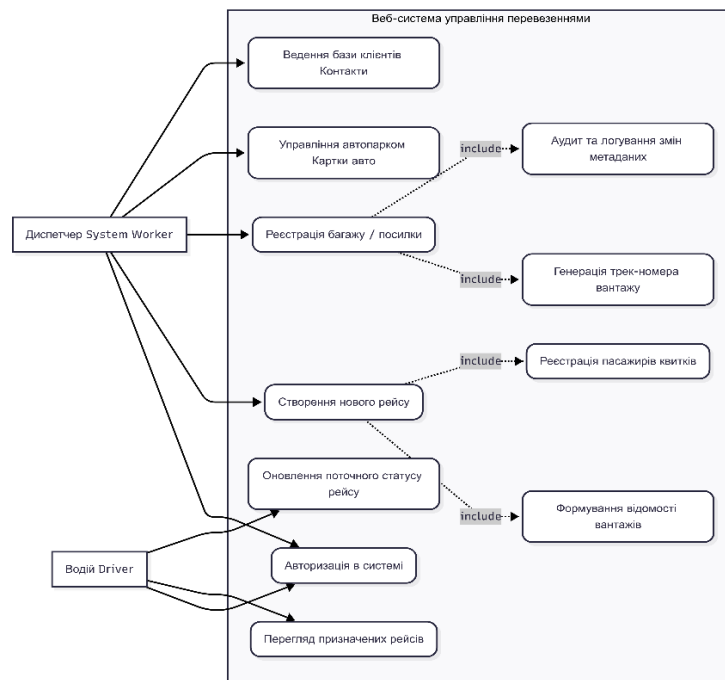 Веб-система управління перевезеннями
Ведення бази клієнтів
Контакти
Управління автопарком
Картки авто
include
Аудит та логування змін
метаданих
Диспетчер System Worker
Реєстрація багажу / посилки
include
Генерація трек-номера
вантажу
include
Реєстрація пасажирів квитків
Створення нового рейсу
Оновлення поточного статусу
рейсу
include
Формування відомості
вантажів
Водій Driver
Авторизація в системі
Перегляд призначених рейсів